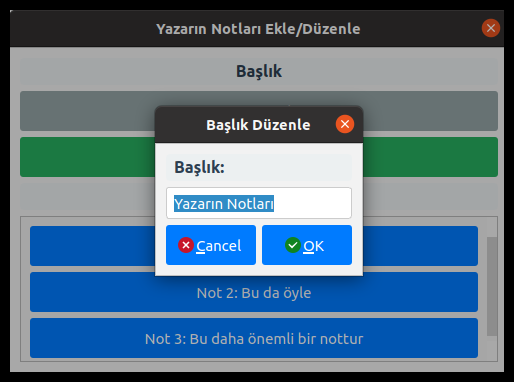 Yazarın Notları Ekle/Düzenle
Başlık
Başlık Düzenle
Başlık:
Yazarın Notları
Cancel
OK
Not 2: Bu da öyle
Not 3: Bu daha önemli bir nottur